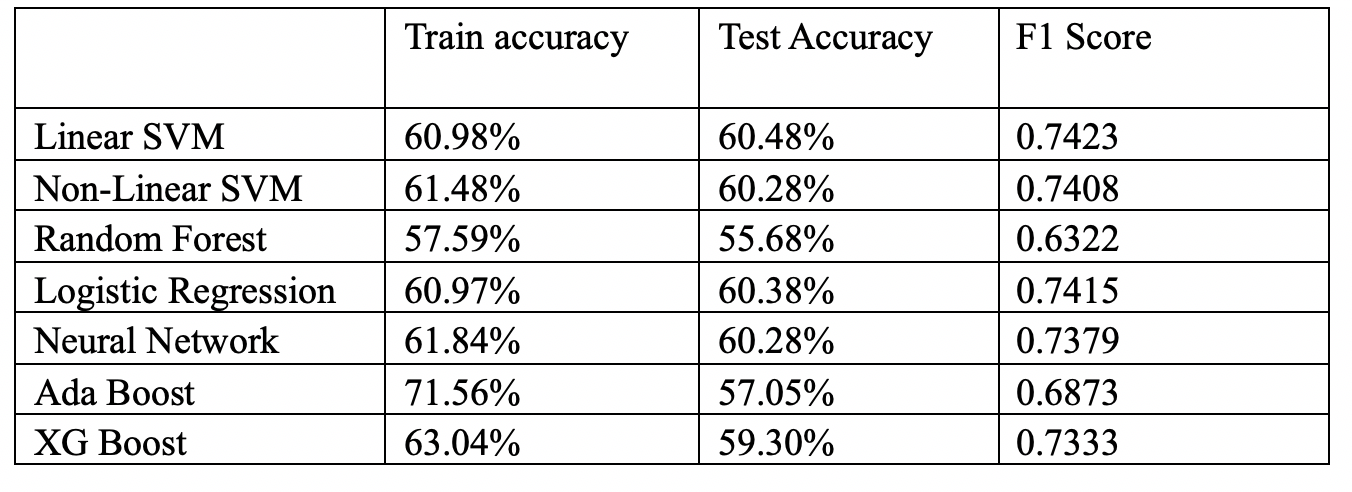 Train accuracy Test Accuracy F1 Score
Linear SVM 60.98% 60.48% 0.7423
Non-Linear SVM 61.48% 60.28% 0.7408
Random Forest 57.59% 55.68% 0.6322
Logistic Regression 60.97% 60.38% 0.7415
Neural Network 61.84% 60.28% 0.7379
Ada Boost 71.56% 57.05% 0.6873
XG Boost 63.04% 59.30% 0.7333